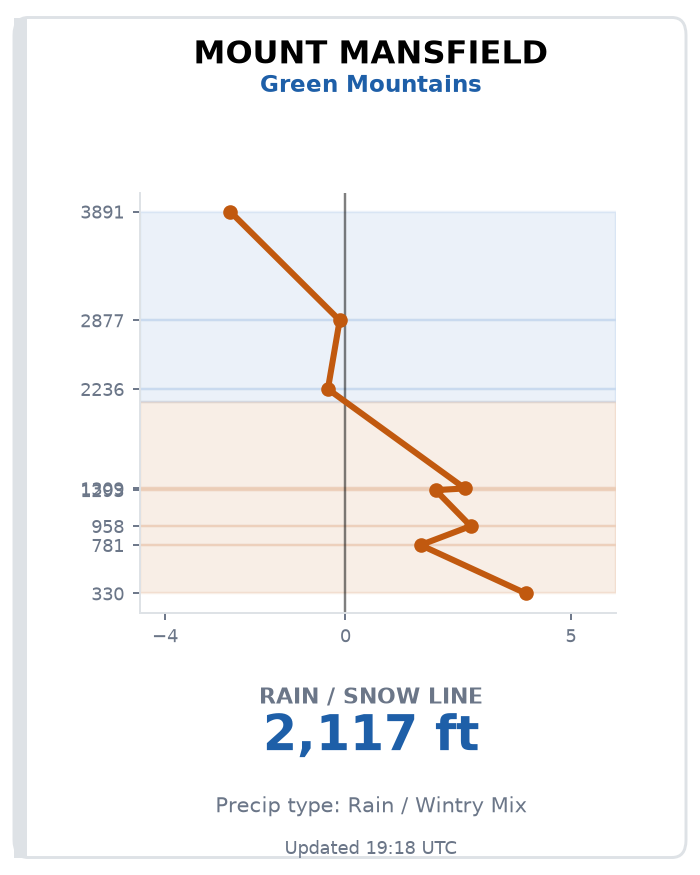 MOUNT MANSFIELD
Green Mountains
3891
2877
2236
958
781
330
−4 0 5
RAIN / SNOW LINE
2,117 ft
Precip type: Rain / Wintry Mix
Updated 19:18 UTC